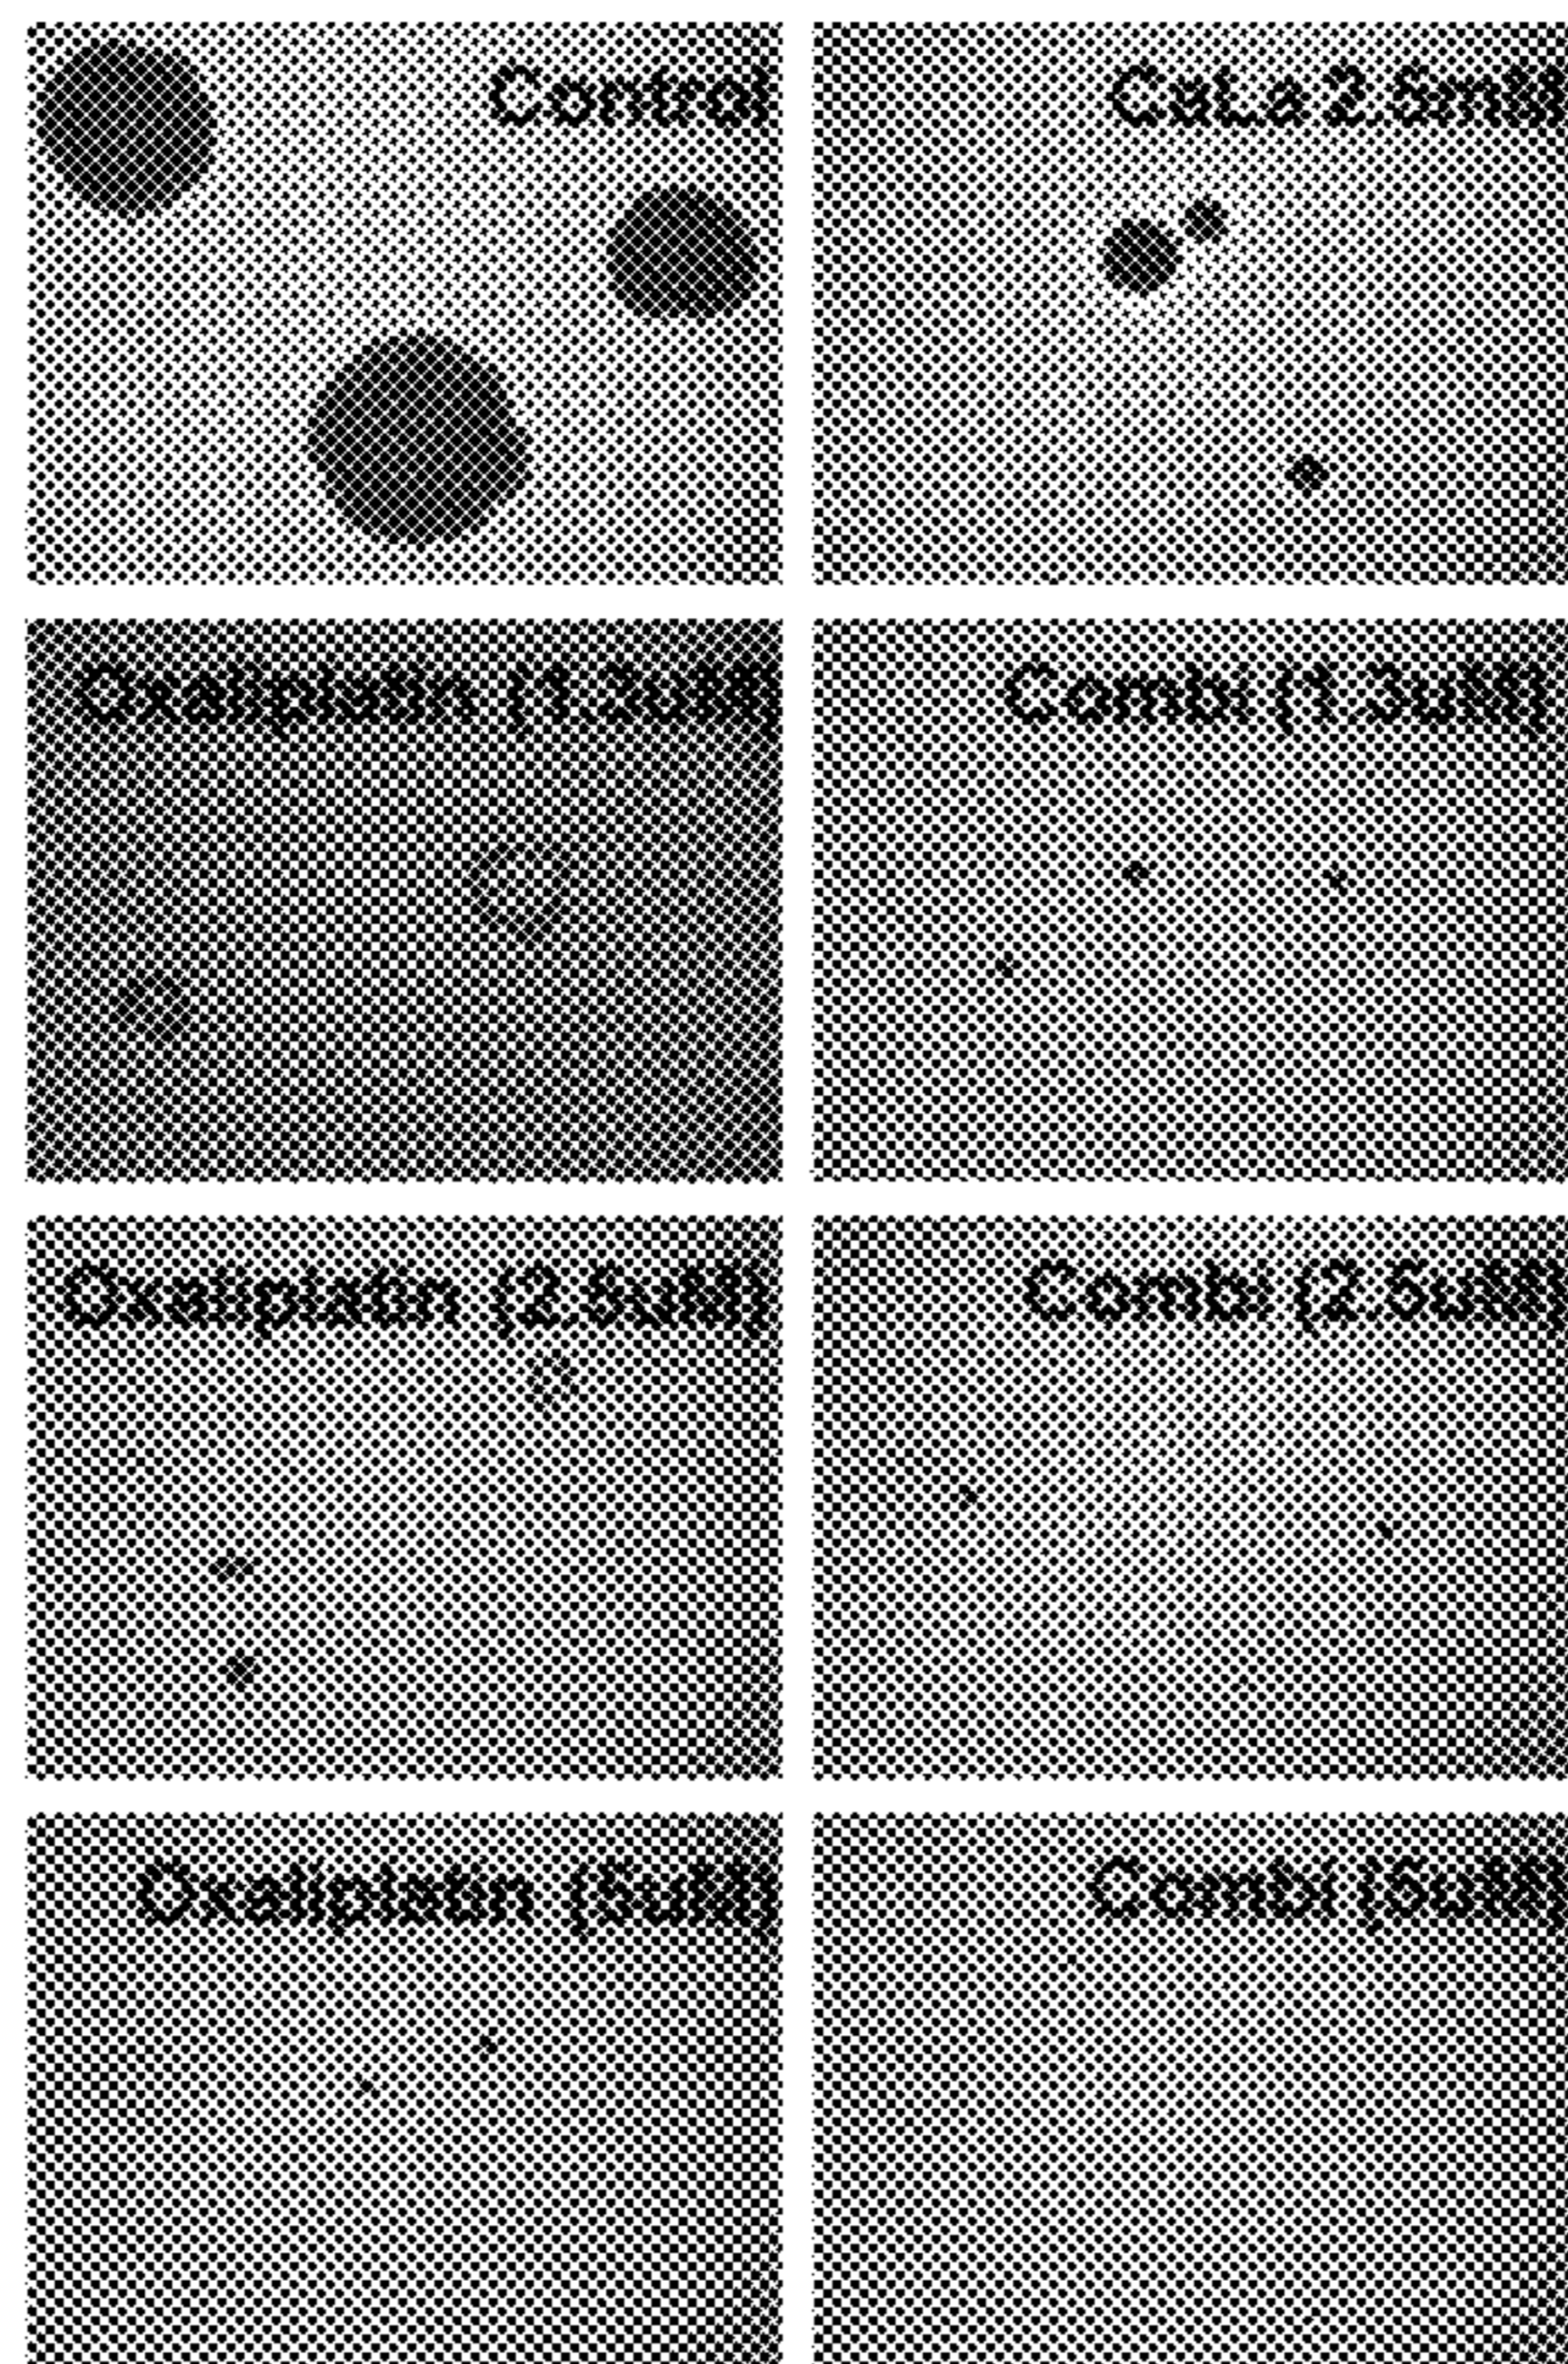 Control
CaLa 2.5mM
Oxaliplatin (1.3uM)
Combi (1.3uM)
Oxaliplatin (2.5uM)
Combi (2.5uM)
Oxaliplatin (5uM)
Combi (5uM)